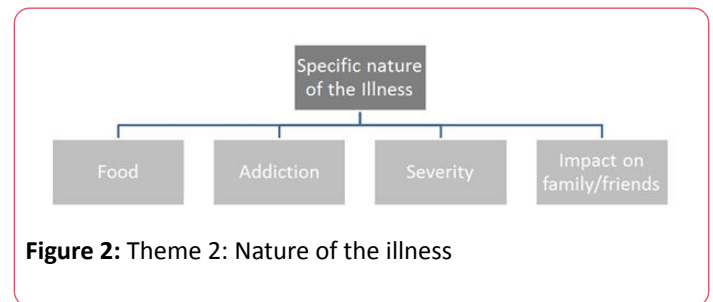 Specific nature
of the Illness
Food
Addiction
Severity
Impact on
family/friends
Figure 2: Theme 2: Nature of the illness